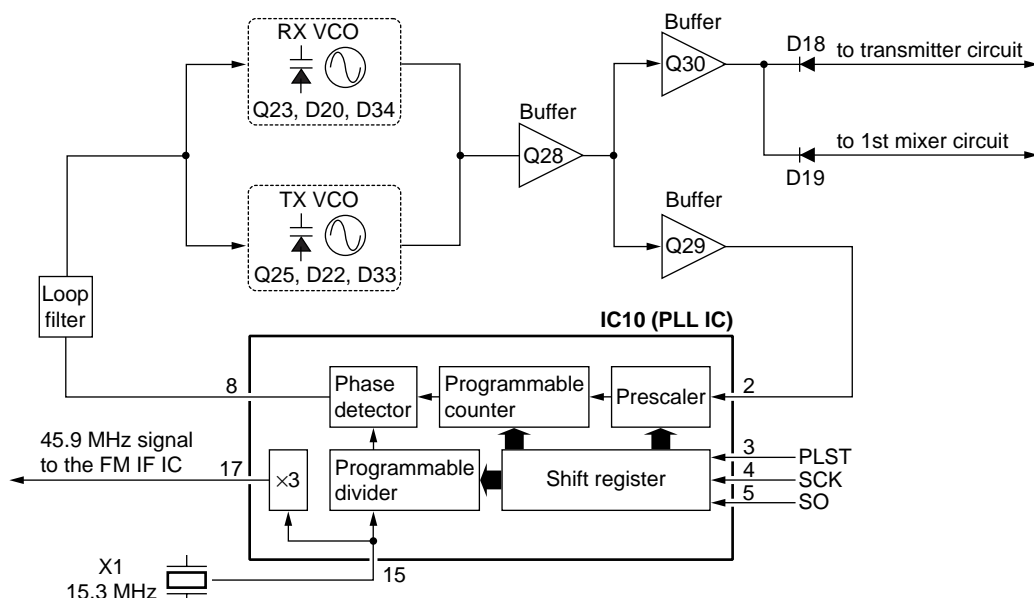 RX VCO
Q23, D20, D34
TX VCO
Q25, D22, D33
Buffer
Q28
Buffer
Q30
D18
to transmitter circuit
to 1st mixer circuit
D19
Buffer
Q29
Loop
filter
IC10 (PLL IC)
8
Phase
detector
Programmable
counter
Prescaler
2
45.9 MHz signal
to the FM IF IC
17
×3
Programmable
divider
Shift register
3
PLST
4
SCK
5
SO
X1
15.3 MHz
15